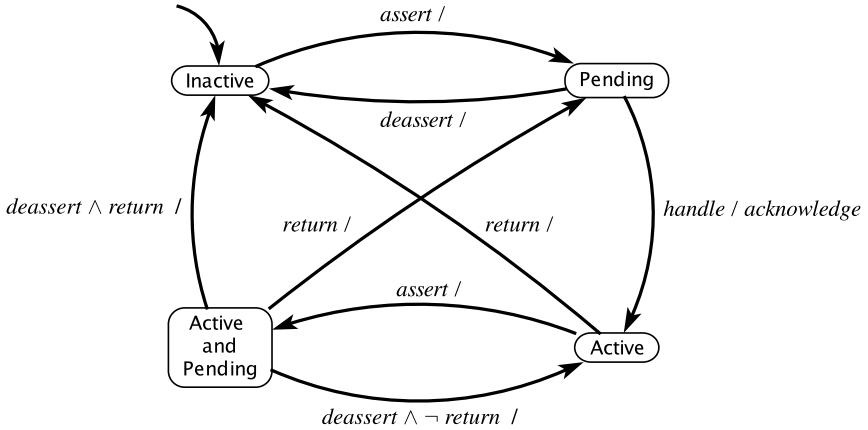 assert /
Inactive
Pending
deassert /
deassert ∧ return /
return /
return /
handle / acknowledge
assert /
Active
and
Pending
Active
deassert ∧ ¬ return /